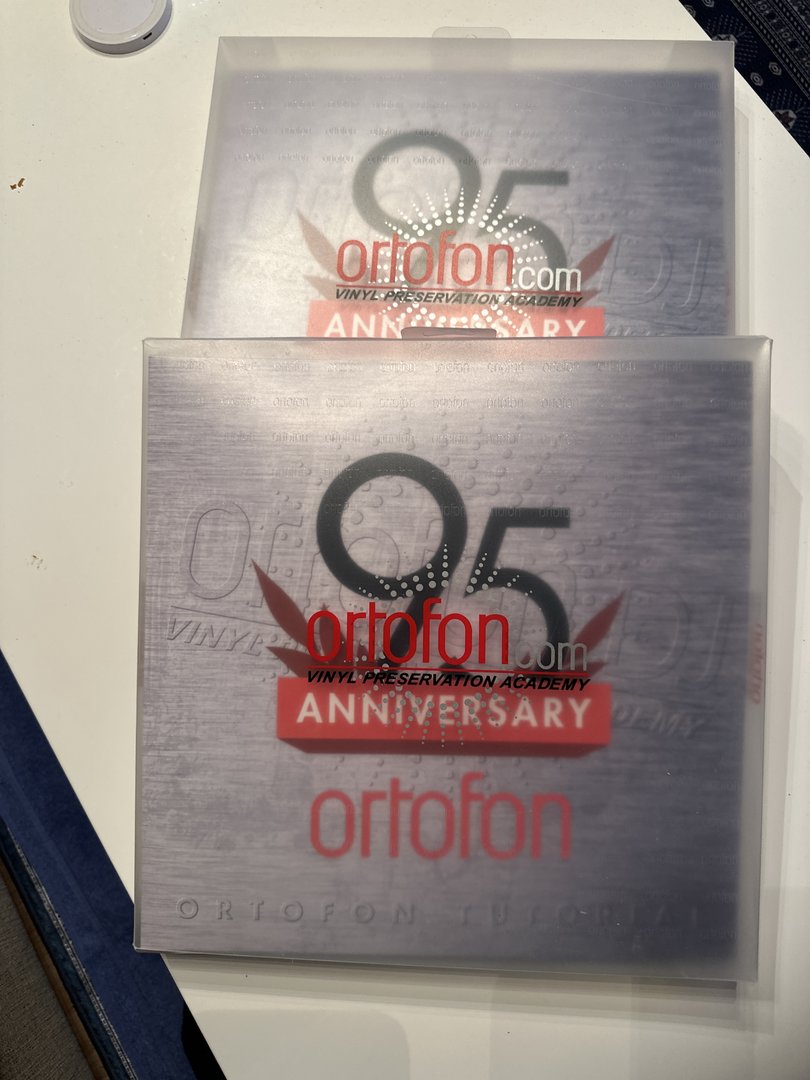 95
ortofon.com
VINYL PRESERVATION ACADEMY
ANNIVERSARY
95
ortofon.com
VINYL PRESERVATION ACADEMY
ANNIVERSARY
ortofon
ORTOFON TUTORIAL